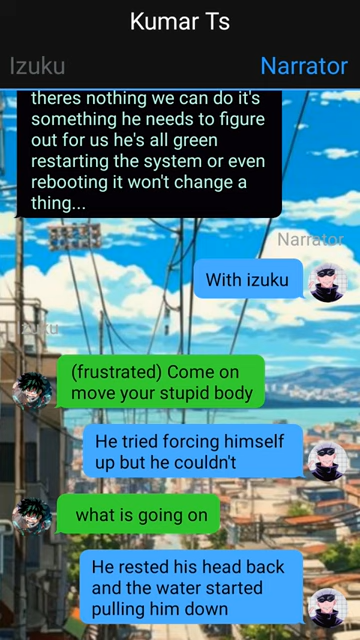 Kumar Ts
Izuku
Narrator
theres nothing we can do it's
something he needs to figure
out for us he's all green
restarting the system or even
rebooting it won't change a
thing...
Narrator
With izuku
Izuku
(frustrated) Come on
move your stupid body
He tried forcing himself
up but he couldn't
what is going on
He rested his head back
and the water started
pulling him down